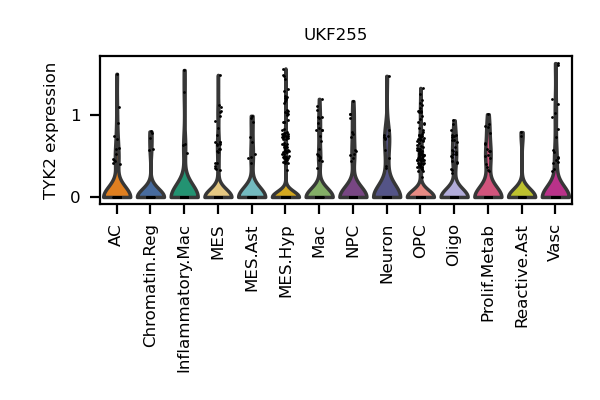 UKF255
TYK2 expression
1
0
AC
Chromatin.Reg
Inflammatory.Mac
MES
MES.Ast
MES.Hyp
Mac
NPC
Neuron
OPC
Oligo
Prolif.Metab
Reactive.Ast
Vasc